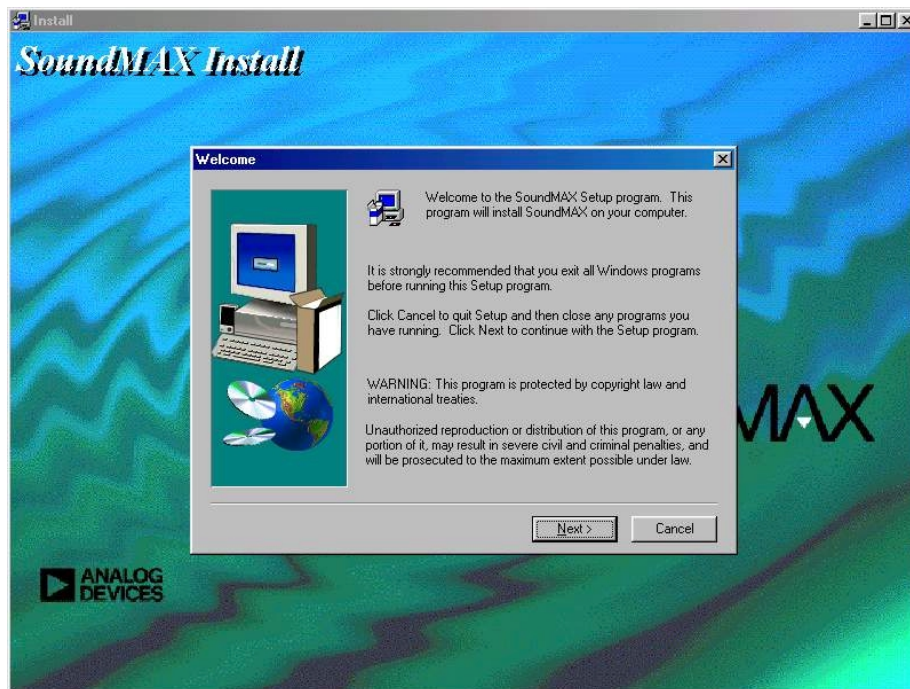 Install
SoundMAX Install
Welcome
Welcome to the SoundMAX Setup program. This
program will install SoundMAX on your computer.
It is strongly recommended that you exit all Windows programs
before running this Setup program.
Click Cancel to quit Setup and then close any programs you
have running. Click Next to continue with the Setup program.
WARNING: This program is protected by copyright law and
international treaties.
Unauthorized reproduction or distribution of this program, or any
portion of it, may result in severe civil and criminal penalties, and
will be prosecuted to the maximum extent possible under law.
MAX
Next >
Cancel
ANALOG
DEVICES